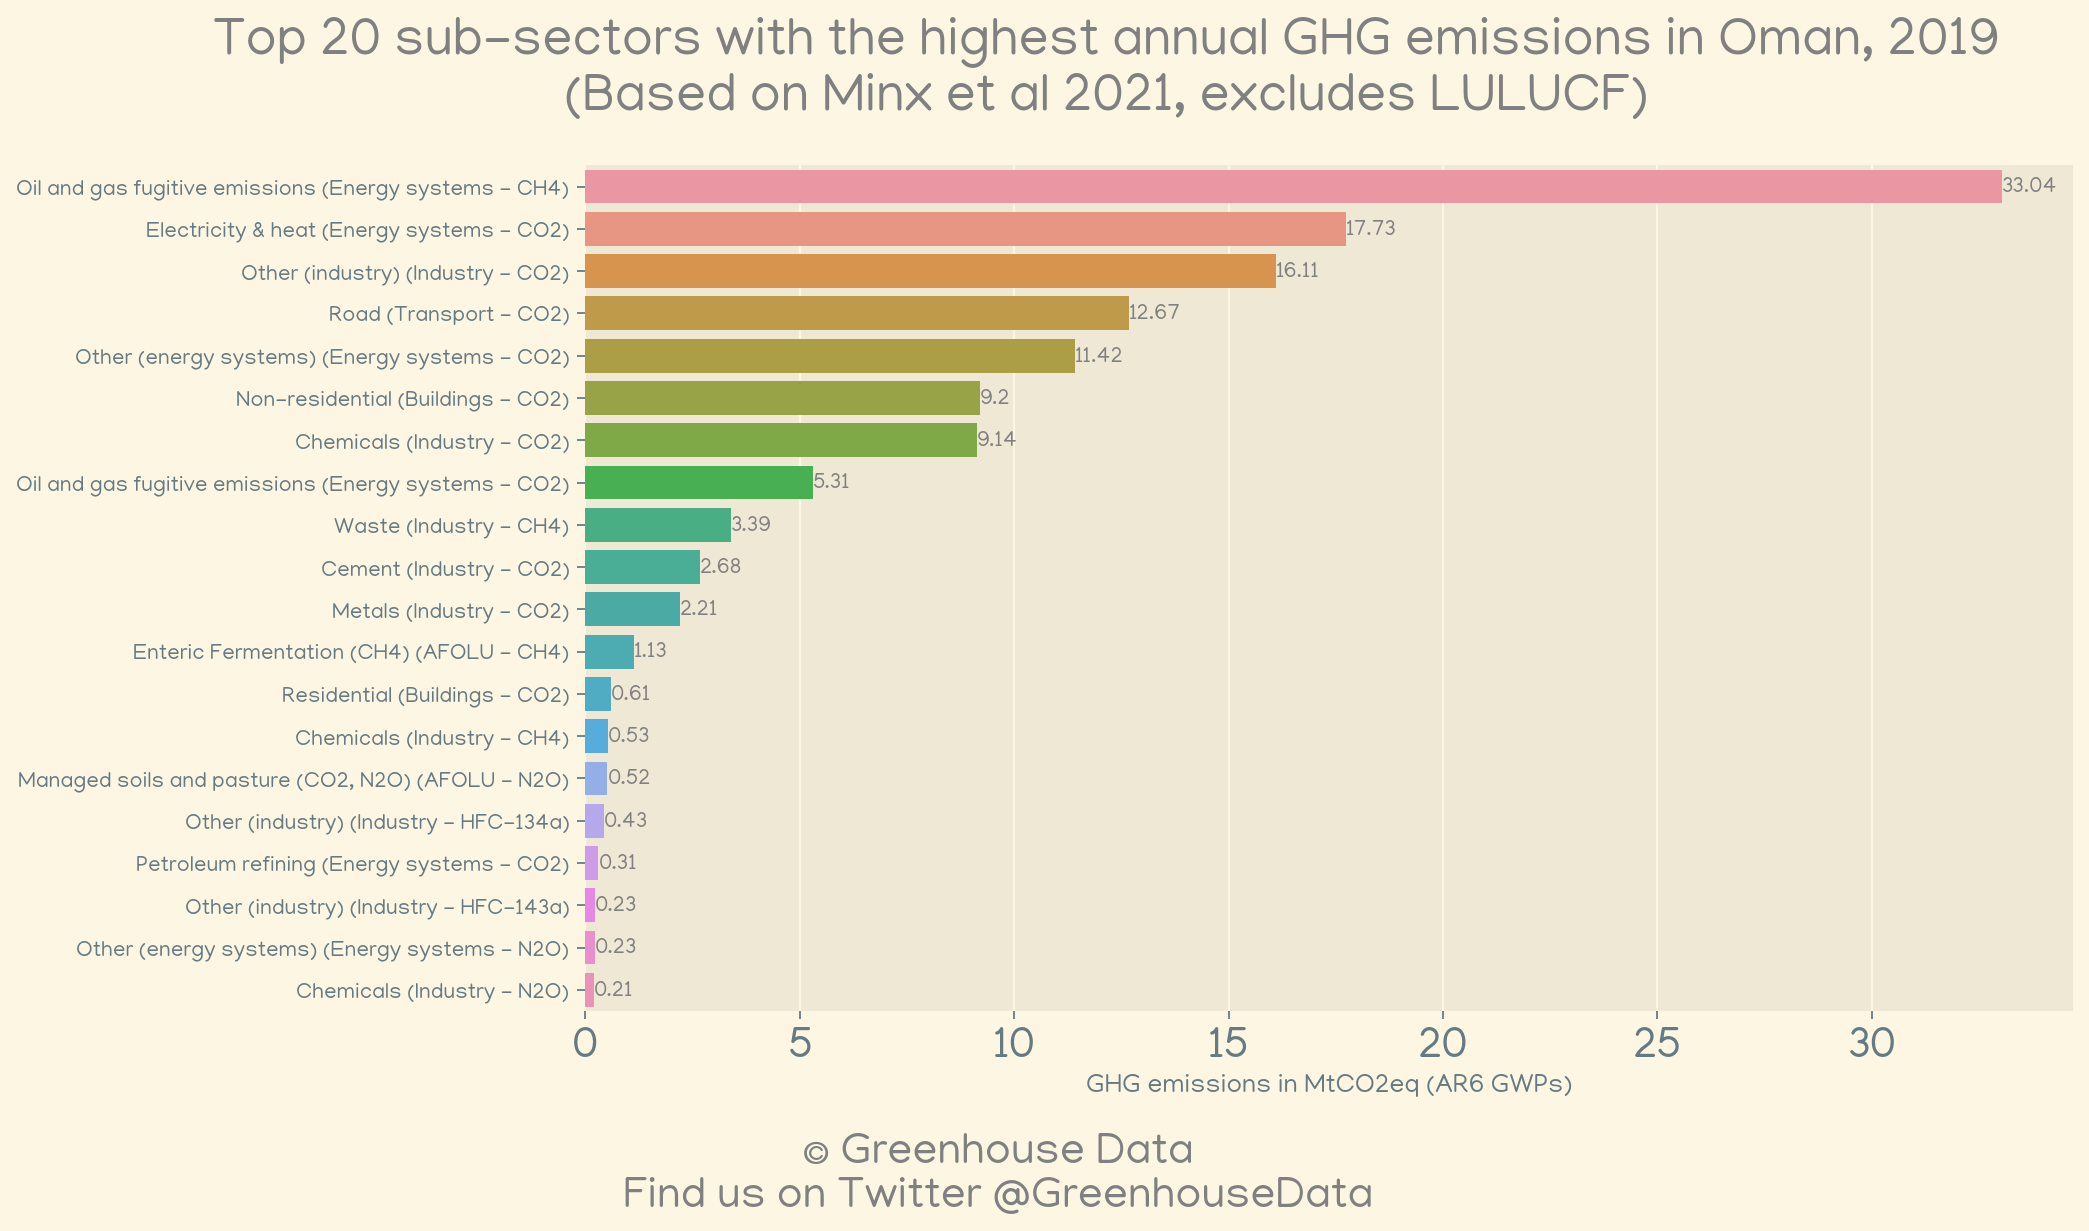 Top 20 sub-sectors with the highest annual GHG emissions in Oman, 2019
(Based on Minx et al 2021, excludes LULUCF)
Oil and gas fugitive emissions (Energy systems - CH4) 33.04
Electricity & heat (Energy systems - CO2) 17.73
Other (industry) (Industry - CO2) 16.11
Road (Transport - CO2) 12.67
Other (energy systems) (Energy systems - CO2) 11.42
Non-residential (Buildings - CO2) 9.2
Chemicals (Industry - CO2) 9.14
Oil and gas fugitive emissions (Energy systems - CO2) 5.31
Waste (Industry - CH4) 3.39
Cement (Industry - CO2) 2.68
Metals (Industry - CO2) 2.21
Enteric Fermentation (CH4) (AFOLU - CH4) 1.13
Residential (Buildings - CO2) 0.61
Chemicals (Industry - CH4) 0.53
Managed soils and pasture (CO2, N2O) (AFOLU - N2O) 0.52
Other (industry) (Industry - HFC-134a) 0.43
Petroleum refining (Energy systems - CO2) 0.31
Other (industry) (Industry - HFC-143a) 0.23
Other (energy systems) (Energy systems - N2O) 0.23
Chemicals (Industry - N2O) 0.21
0 5 10 15 20 25 30
GHG emissions in MtCO2eq (AR6 GWPs)
© Greenhouse Data
Find us on Twitter @GreenhouseData